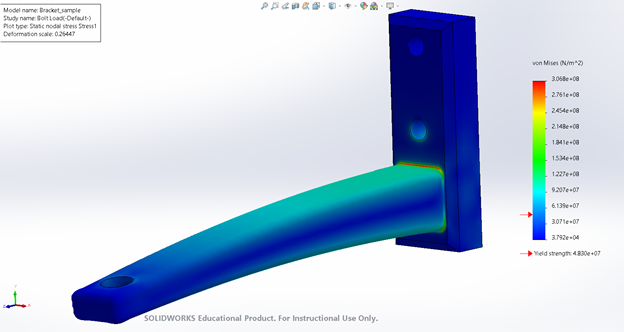 Model name: Bracket_sample
Study name: Bolt Load(-Default-)
Plot type: Static nodal stress Stress1
Deformation scale: 0.26447
von Mises (N/m^2)
3.068e+08
2.761e+08
2.454e+08
2.148e+08
1.841e+08
1.534e+08
1.227e+08
9.207e+07
6.139e+07
3.071e+07
3.792e+04
Yield strength: 4.830e+07
SOLIDWORKS Educational Product. For Instructional Use Only.